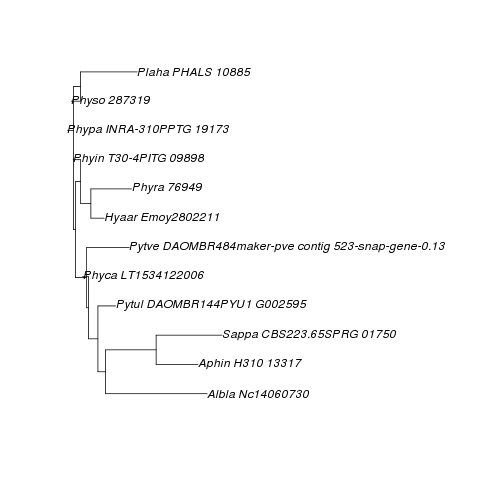 Plaha PHALS 10885
Physo 287319
Phypa INRA-310PPTG 19173
Phyin T30-4PITG 09898
Phyra 76949
Hyaar Emoy2802211
Pytve DAOMBR484maker-pve contig 523-snap-gene-0.13
Phyca LT1534122006
Pytul DAOMBR144PYU1 G002595
Sappa CBS223.65SPRG 01750
Aphin H310 13317
Albla Nc14060730